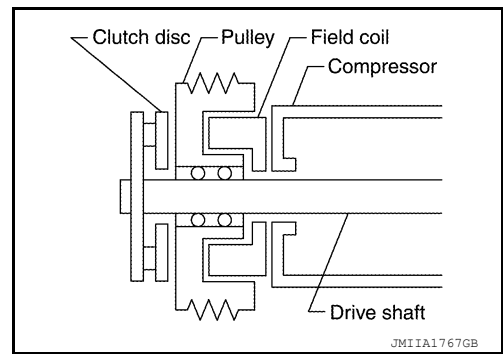 Clutch disc
Pulley
Field coil
Compressor
Drive shaft
JMIIA1767GB